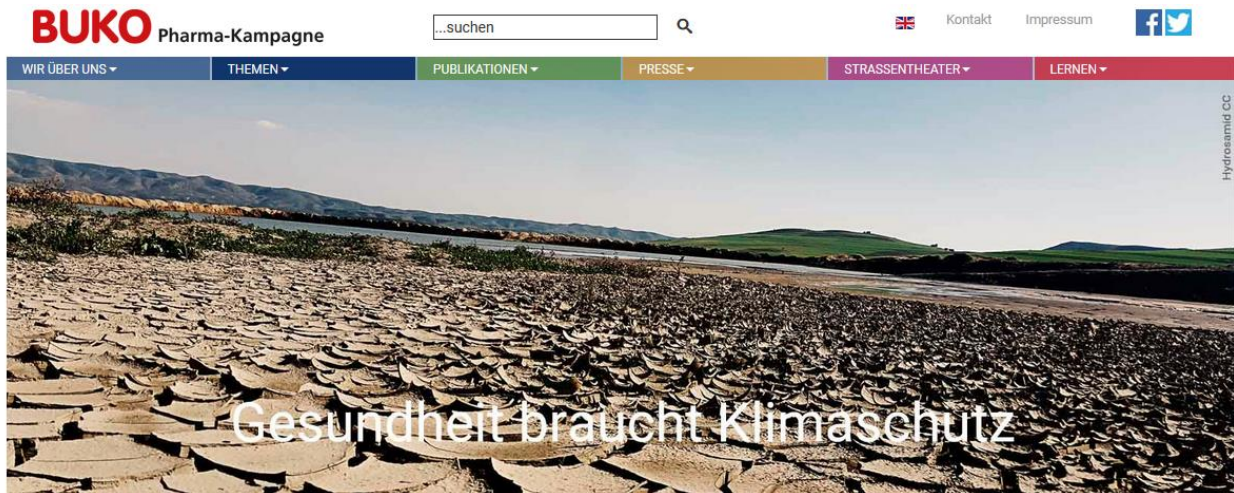 BUKO Pharma-Kampagne
...suchen
Kontakt
Impressum
WIR ÜBER UNS
THEMEN
PUBLIKATIONEN
PRESSE
STRASSENTHEATER
LERNEN
Hydrosamid CC
Gesundheit braucht Klimaschutz